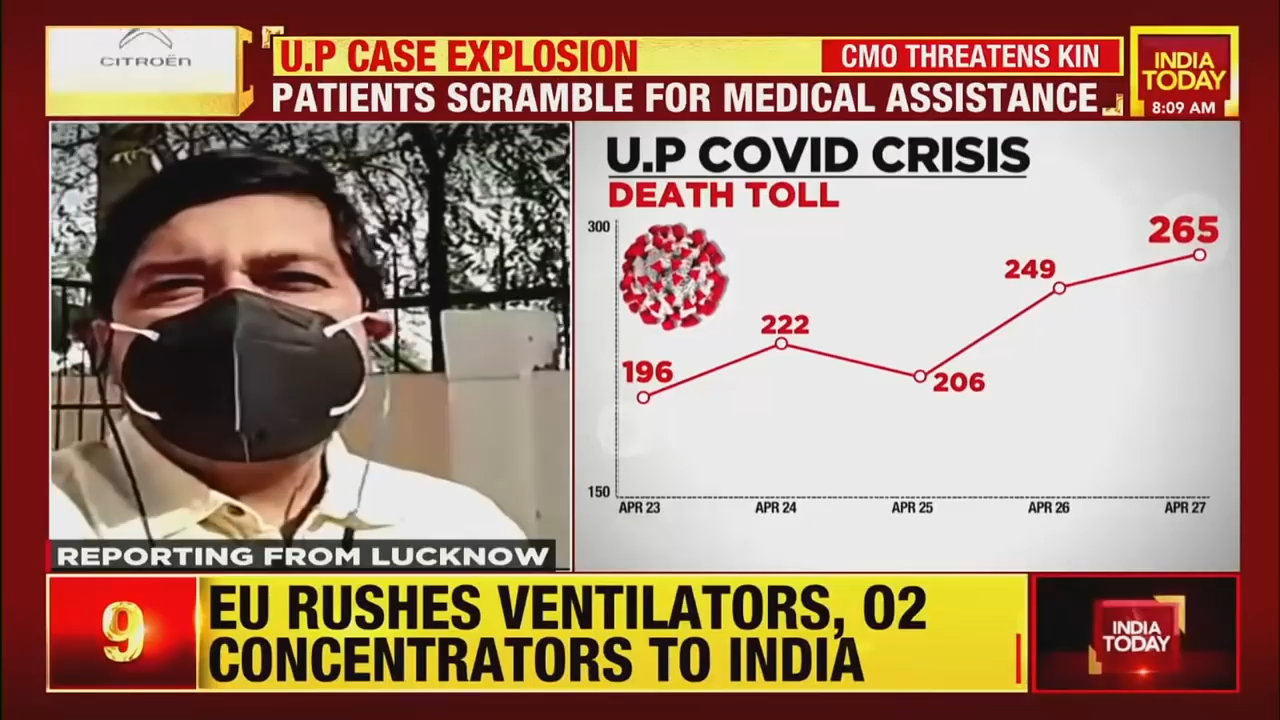 CITROËN
U.P CASE EXPLOSION
CMO THREATENS KIN
PATIENTS SCRAMBLE FOR MEDICAL ASSISTANCE
INDIA
TODAY
8:09 AM
U.P COVID CRISIS
DEATH TOLL
300
265
249
222
196
206
150
APR 23 APR 24 APR 25 APR 26 APR 27
REPORTING FROM LUCKNOW
9
EU RUSHES VENTILATORS, O2
CONCENTRATORS TO INDIA
INDIA
TODAY